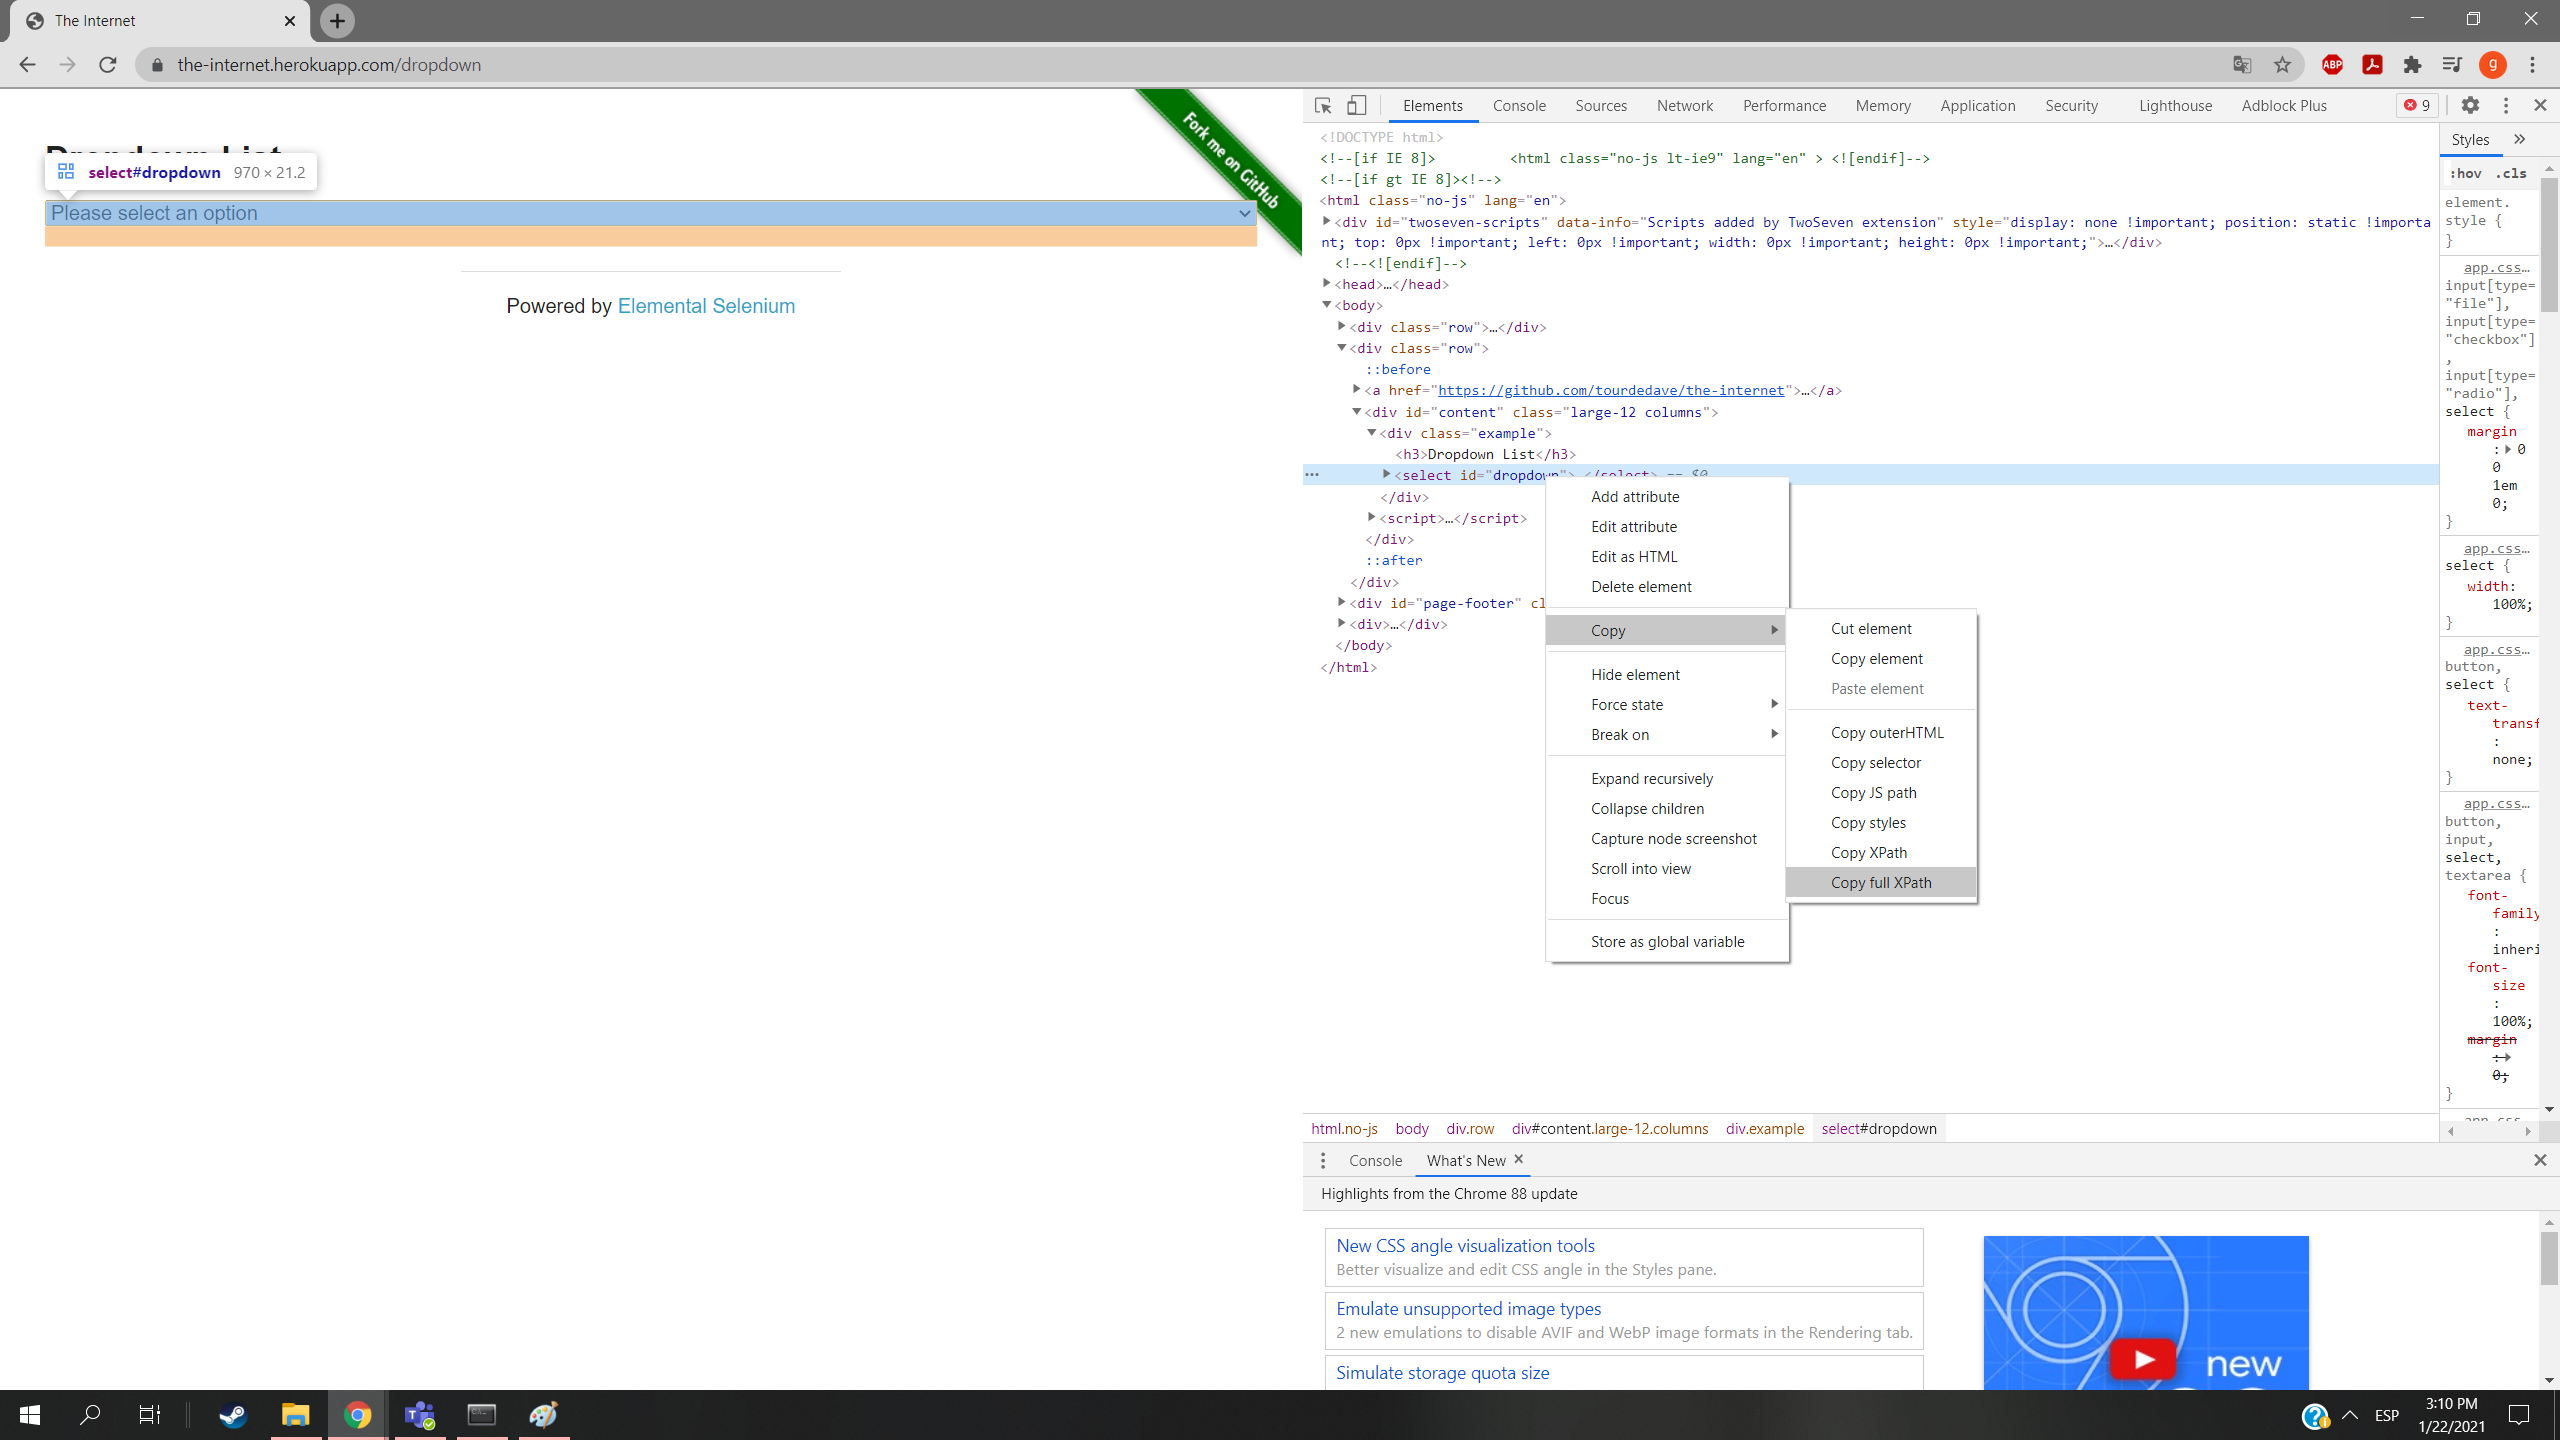 The Internet
the-internet.herokuapp.com/dropdown
ABP
g
select#dropdown 970 × 21.2
Please select an option
Fork me on GitHub
Powered by Elemental Selenium
Elements Console Sources Network Performance Memory Application Security Lighthouse Adblock Plus 9
<!DOCTYPE html>
<!--[if IE 8]> <html class="no-js lt-ie9" lang="en" > <![endif]-->
<!--[if gt IE 8]><!-->
<html class="no-js" lang="en">
<div id="twoseven-scripts" data-info="Scripts added by TwoSeven extension" style="display: none !important; position: static !importa
nt; top: 0px !important; left: 0px !important; width: 0px !important; height: 0px !important;">…</div>
<!--<![endif]-->
<head>…</head>
<body>
<div class="row">…</div>
<div class="row">
::before
<a href="https://github.com/tourdedave/the-internet">…</a>
<div id="content" class="large-12 columns">
<div class="example">
<h3>Dropdown List</h3>
<select id="dropdown">…</select> == $0
</div>
<script>…</script>
</div>
::after
</div>
<div id="page-footer" cl
<div>…</div>
</body>
</html>
Add attribute
Edit attribute
Edit as HTML
Delete element
Copy
Hide element
Force state
Break on
Expand recursively
Collapse children
Capture node screenshot
Scroll into view
Focus
Store as global variable
Cut element
Copy element
Paste element
Copy outerHTML
Copy selector
Copy JS path
Copy styles
Copy XPath
Copy full XPath
Styles
:hov .cls
element.
style {
}
app.css…
input[type=
"file"],
input[type=
"checkbox"]
,
input[type=
"radio"],
select {
margin
: 0
0
1em
0;
}
app.css…
select {
width:
100%;
}
app.css…
button,
select {
text-
transf
:
none;
}
app.css…
button,
input,
select,
textarea {
font-
family
:
inheri
font-
size
:
100%;
margin
:
0;
}
html.no-js body div.row div#content.large-12.columns div.example select#dropdown
Console What's New
Highlights from the Chrome 88 update
New CSS angle visualization tools
Better visualize and edit CSS angle in the Styles pane.
Emulate unsupported image types
2 new emulations to disable AVIF and WebP image formats in the Rendering tab.
Simulate storage quota size
new
ESP
3:10 PM
1/22/2021